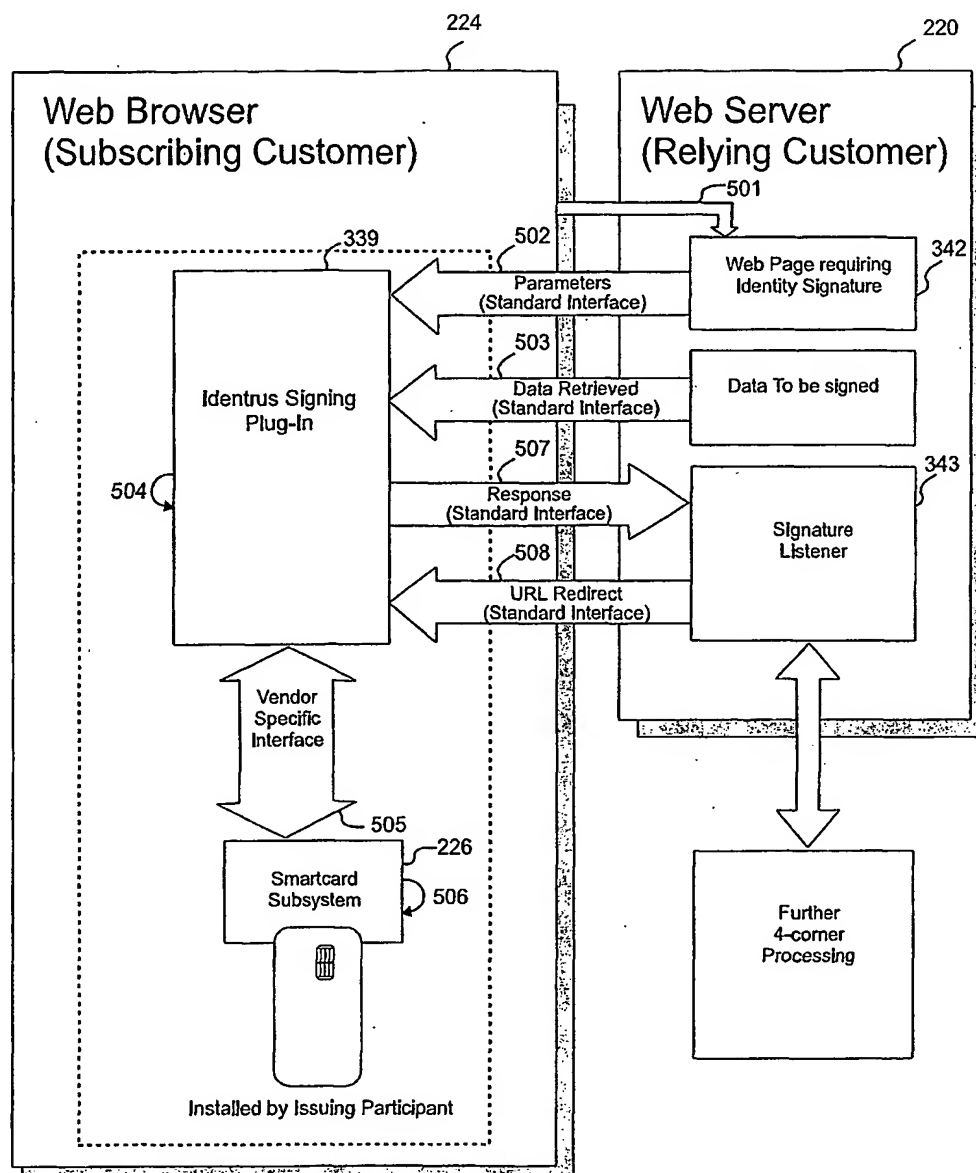 224
220
Web Browser
(Subscribing Customer)
Web Server
(Relying Customer)
501
339
502
342
Web Page requiring
Identity Signature
Parameters
(Standard Interface)
503
Identrus Signing
Plug-In
Data Retrieved
(Standard Interface)
Data To be signed
507
343
504
Response
(Standard Interface)
Signature
Listener
508
URL Redirect
(Standard Interface)
Vendor
Specific
Interface
505
226
Smartcard
Subsystem
506
Further
4-corner
Processing
Installed by Issuing Participant